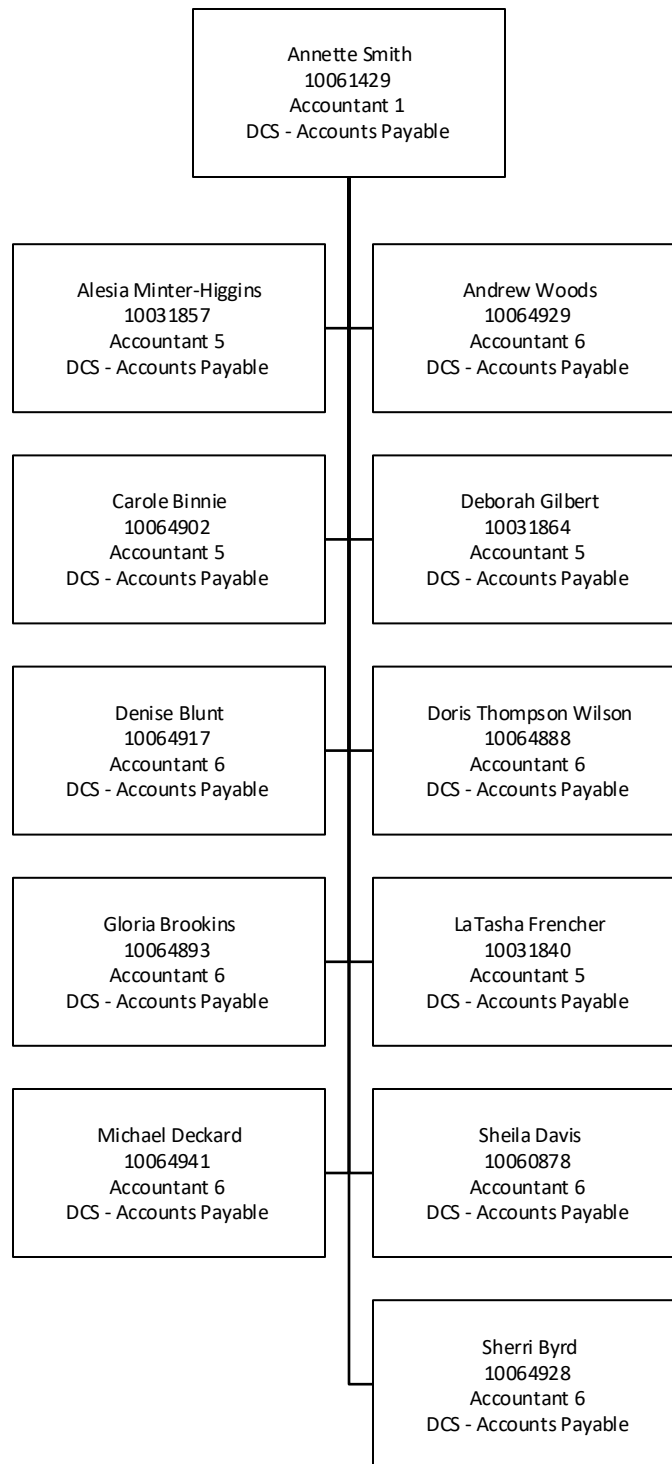 Annette Smith
10061429
Accountant 1
DCS - Accounts Payable
Alesia Minter-Higgins
10031857
Accountant 5
DCS - Accounts Payable
Andrew Woods
10064929
Accountant 6
DCS - Accounts Payable
Carole Binnie
10064902
Accountant 5
DCS - Accounts Payable
Deborah Gilbert
10031864
Accountant 5
DCS - Accounts Payable
Denise Blunt
10064917
Accountant 6
DCS - Accounts Payable
Doris Thompson Wilson
10064888
Accountant 6
DCS - Accounts Payable
Gloria Brookins
10064893
Accountant 6
DCS - Accounts Payable
LaTasha Frencher
10031840
Accountant 5
DCS - Accounts Payable
Michael Deckard
10064941
Accountant 6
DCS - Accounts Payable
Sheila Davis
10060878
Accountant 6
DCS - Accounts Payable
Sherri Byrd
10064928
Accountant 6
DCS - Accounts Payable